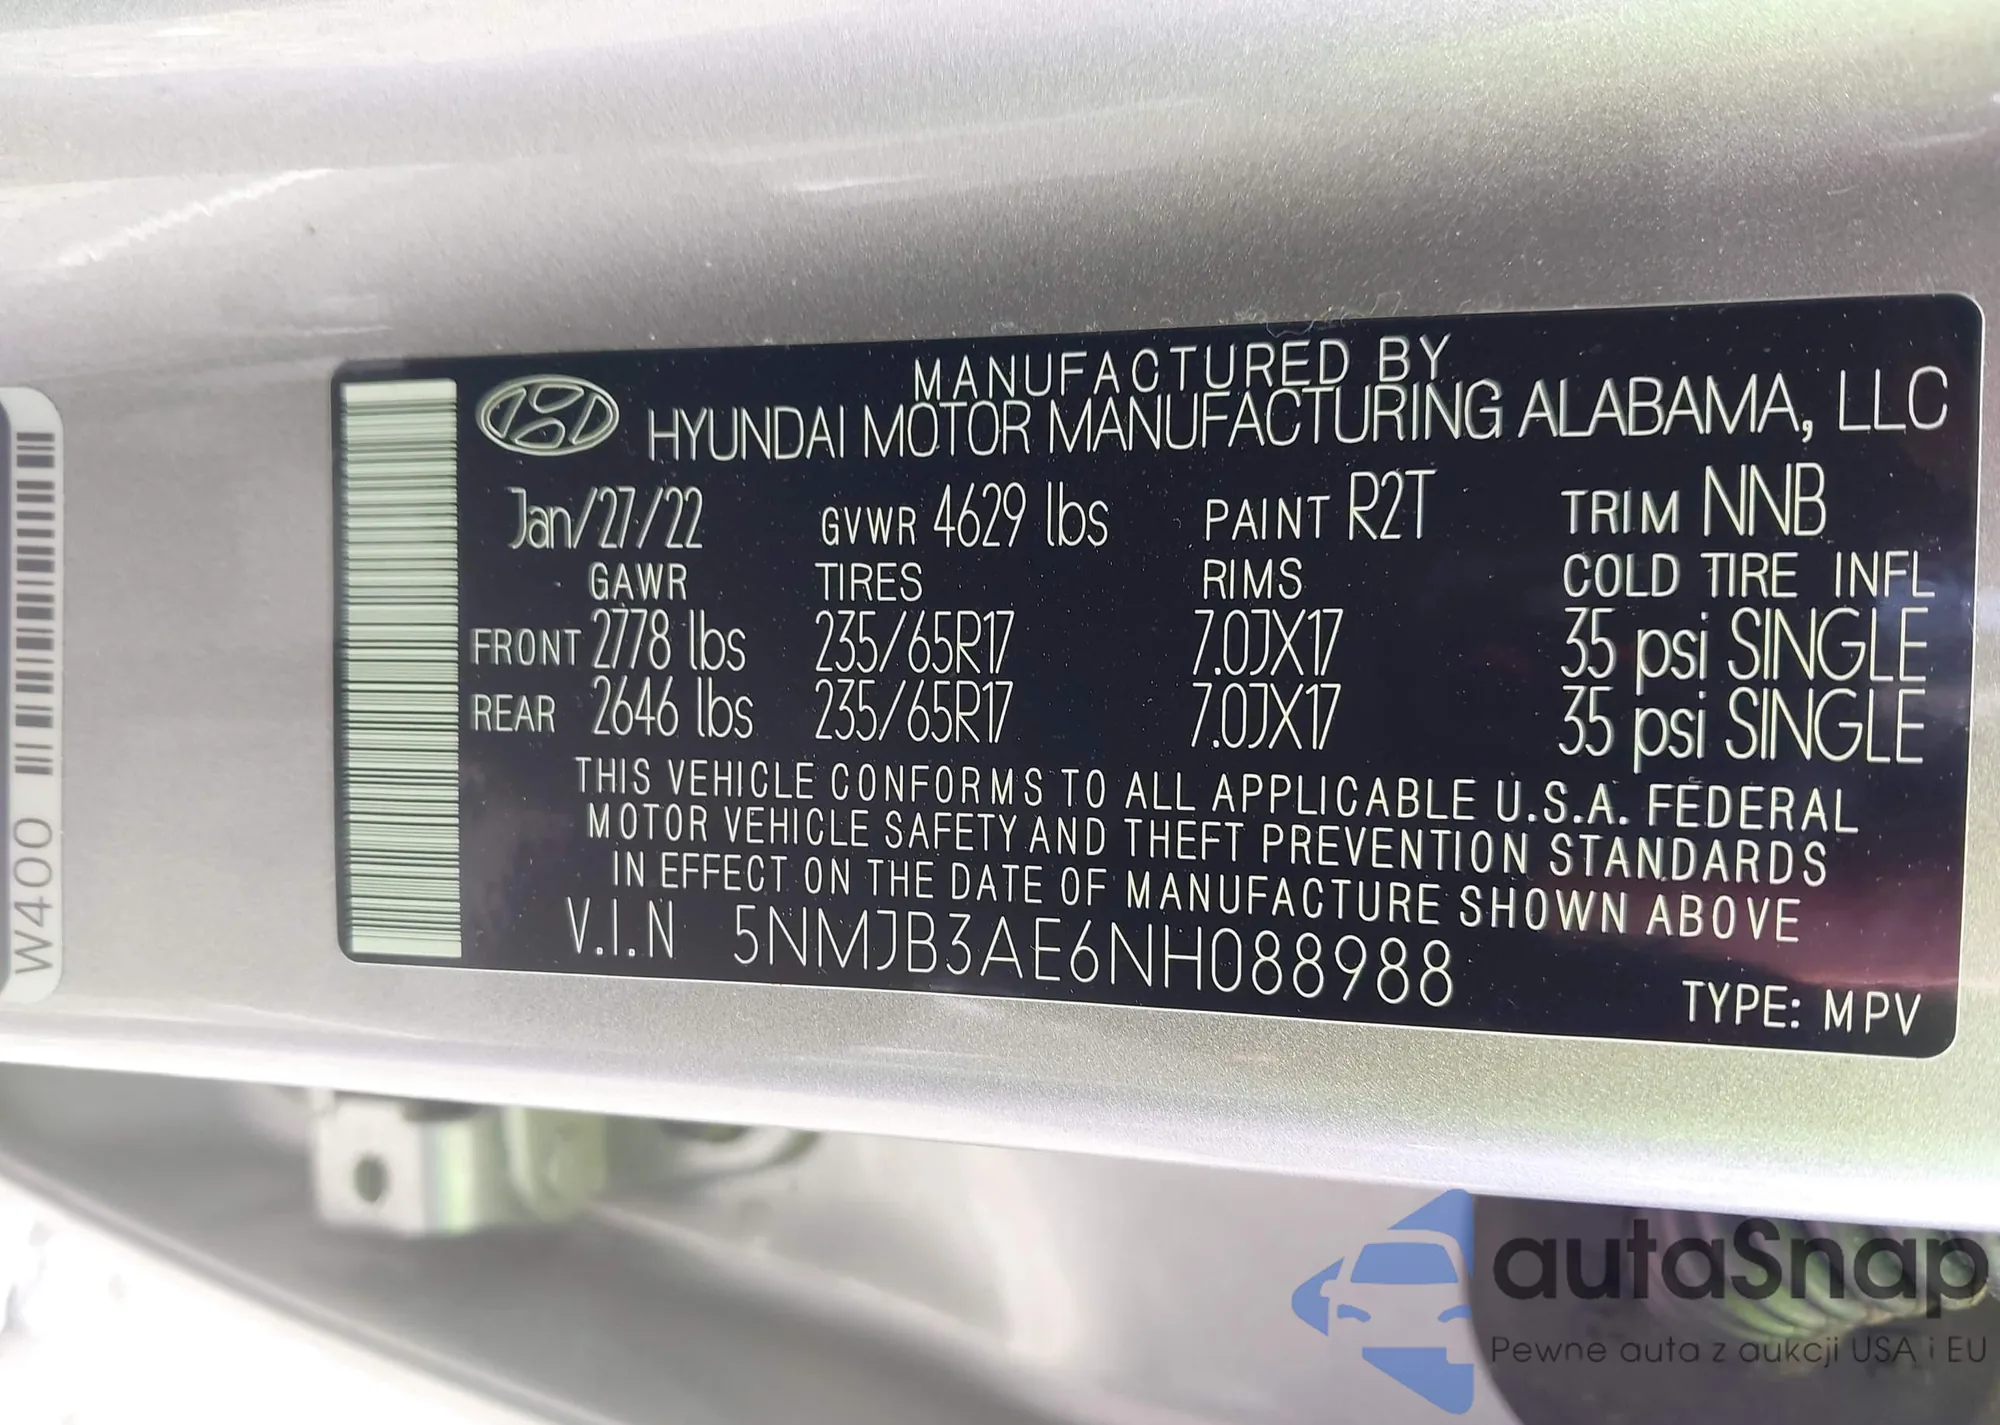 MANUFACTURED BY
HYUNDAI MOTOR MANUFACTURING ALABAMA, LLC
Jan/27/22 GVWR 4629 lbs PAINT R2T TRIM NNB
GAWR TIRES RIMS COLD TIRE INFL
FRONT 2778 lbs 235/65R17 7.0JX17 35 psi SINGLE
REAR 2646 lbs 235/65R17 7.0JX17 35 psi SINGLE
THIS VEHICLE CONFORMS TO ALL APPLICABLE U.S.A. FEDERAL
MOTOR VEHICLE SAFETY AND THEFT PREVENTION STANDARDS
IN EFFECT ON THE DATE OF MANUFACTURE SHOWN ABOVE
V.I.N 5NMJB3AE6NH088988
TYPE: MPV
W400
autaSnap
Pewne auta z aukcji USA i EU